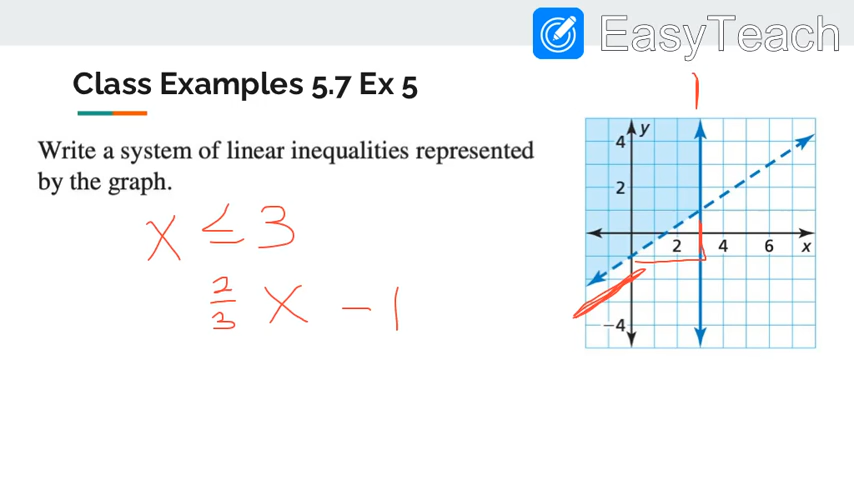 EasyTeach
Class Examples 5.7 Ex 5
Write a system of linear inequalities represented
by the graph.
x ≤ 3
2/3 x - 1
1
y
4
2
2 4 6 x
-4